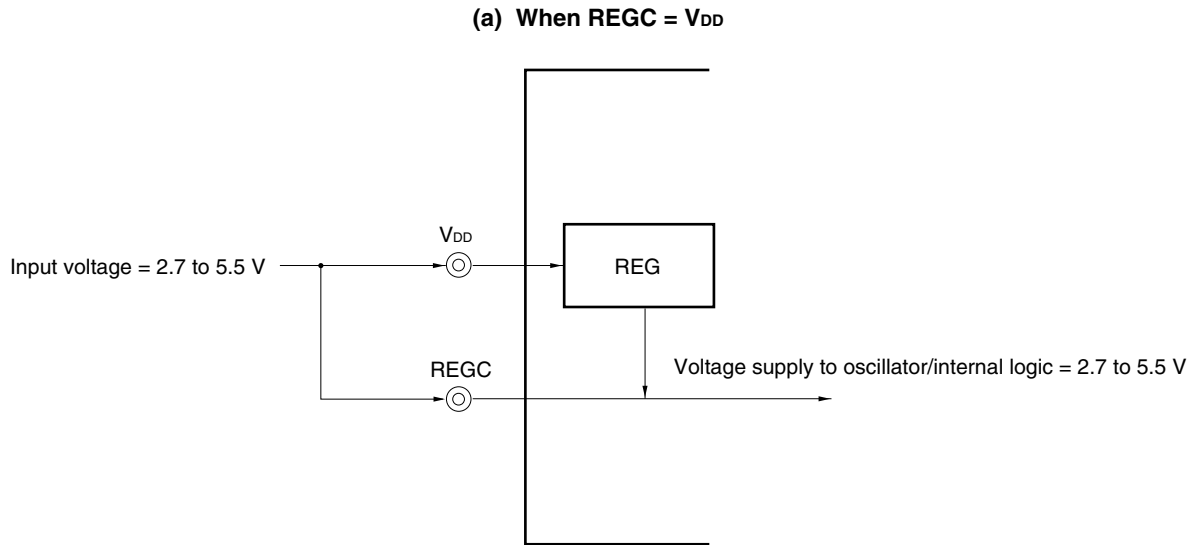 (a) When REGC = VDD
VDD
Input voltage = 2.7 to 5.5 V
REG
REGC
Voltage supply to oscillator/internal logic = 2.7 to 5.5 V